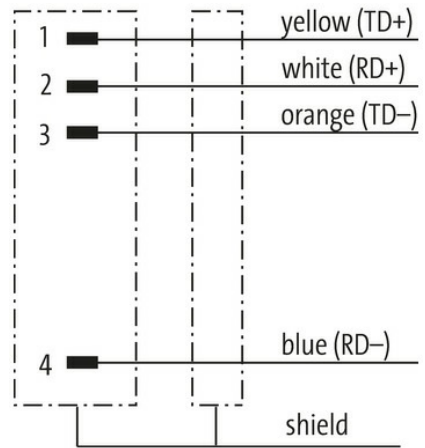 1 yellow (TD+)
2 white (RD+)
3 orange (TD–)
4 blue (RD–)
shield